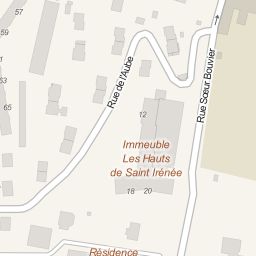 57
53
63
65
Rue de l'Aube
12
Rue Sœur Bouvier
Immeuble
Les Hauts
de Saint Irénée
18
20
Résidence